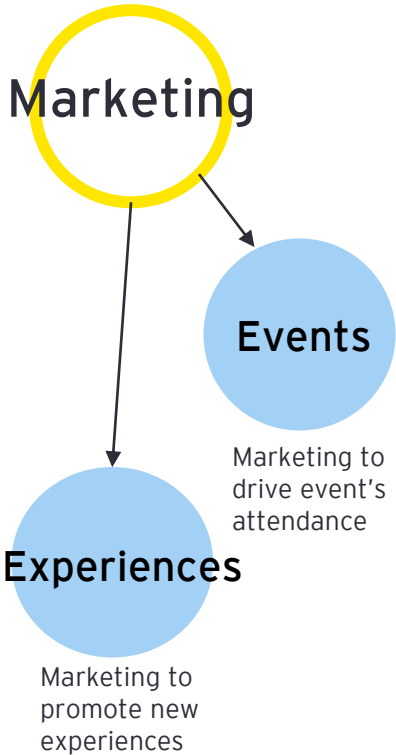 Marketing
Events
Marketing to
drive event's
attendance
Experiences
Marketing to
promote new
experiences